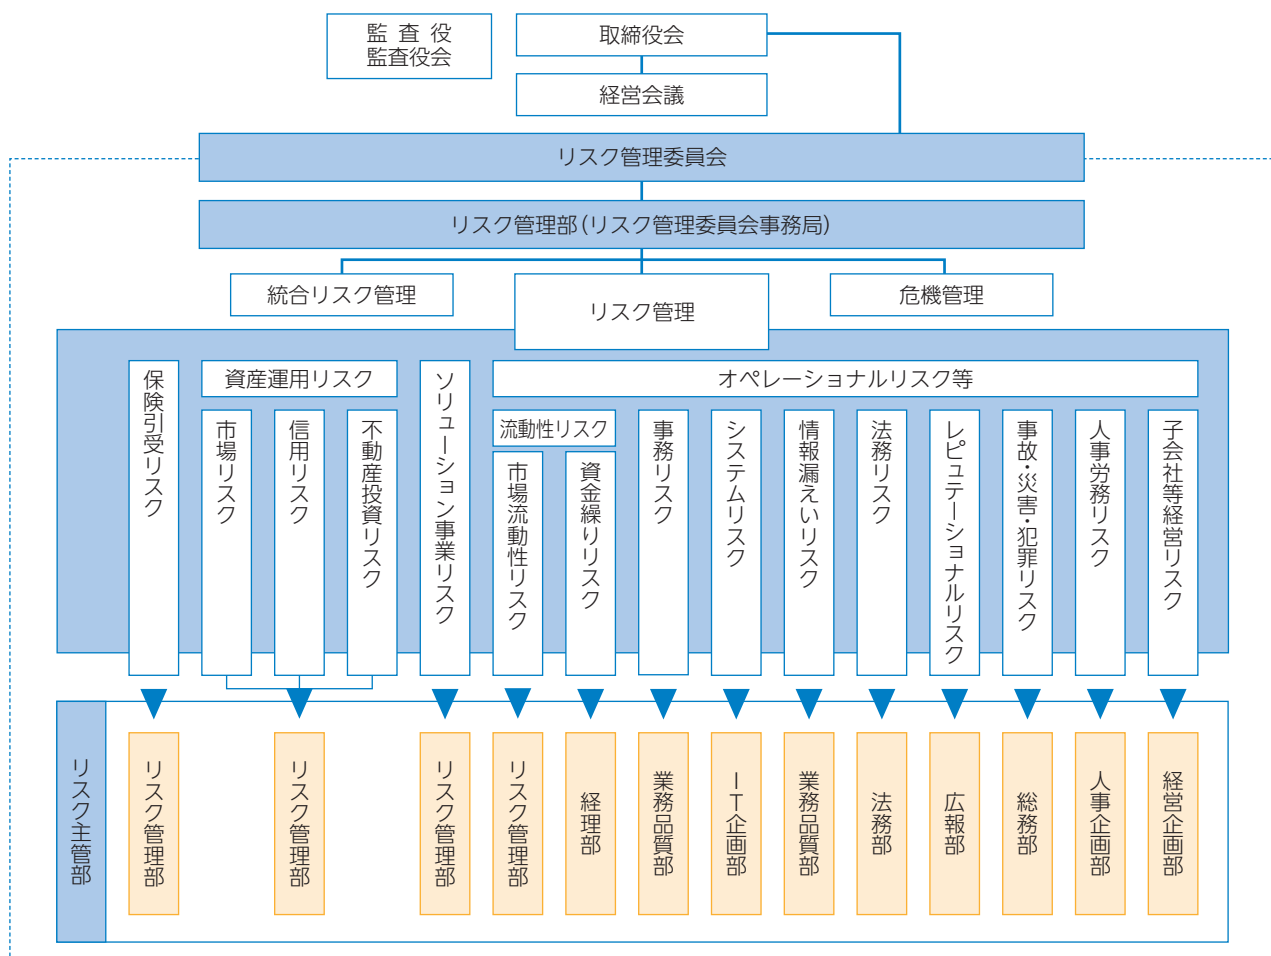 監 査 役
監査役会
取締役会
経営会議
リスク管理委員会
リスク管理部(リスク管理委員会事務局)
統合リスク管理
リスク管理
危機管理
保険引受リスク
資産運用リスク
市場リスク
信用リスク
不動産投資リスク
ソリューション事業リスク
オペレーショナルリスク等
流動性リスク
市場流動性リスク
資金繰りリスク
事務リスク
システムリスク
情報漏えいリスク
法務リスク
レピュテーショナルリスク
事故・災害・犯罪リスク
人事労務リスク
子会社等経営リスク
リスク主管部
リスク管理部
リスク管理部
リスク管理部
リスク管理部
経理部
業務品質部
IT企画部
業務品質部
法務部
広報部
総務部
人事企画部
経営企画部